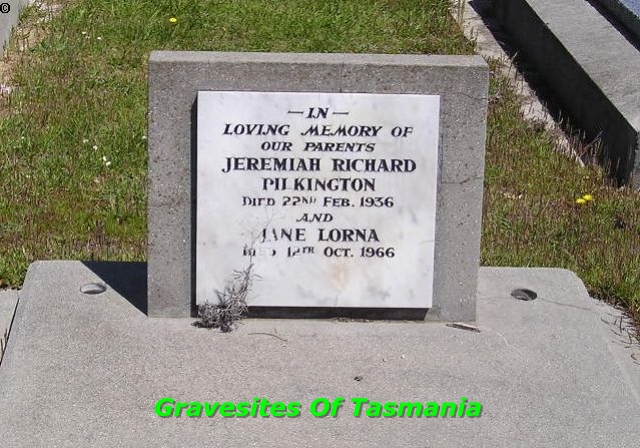 ©
— IN —
LOVING MEMORY OF
OUR PARENTS
JEREMIAH RICHARD
PILKINGTON
DIED 22ND FEB. 1936
AND
JANE LORNA
DIED 12TH OCT. 1966
Gravesites Of Tasmania